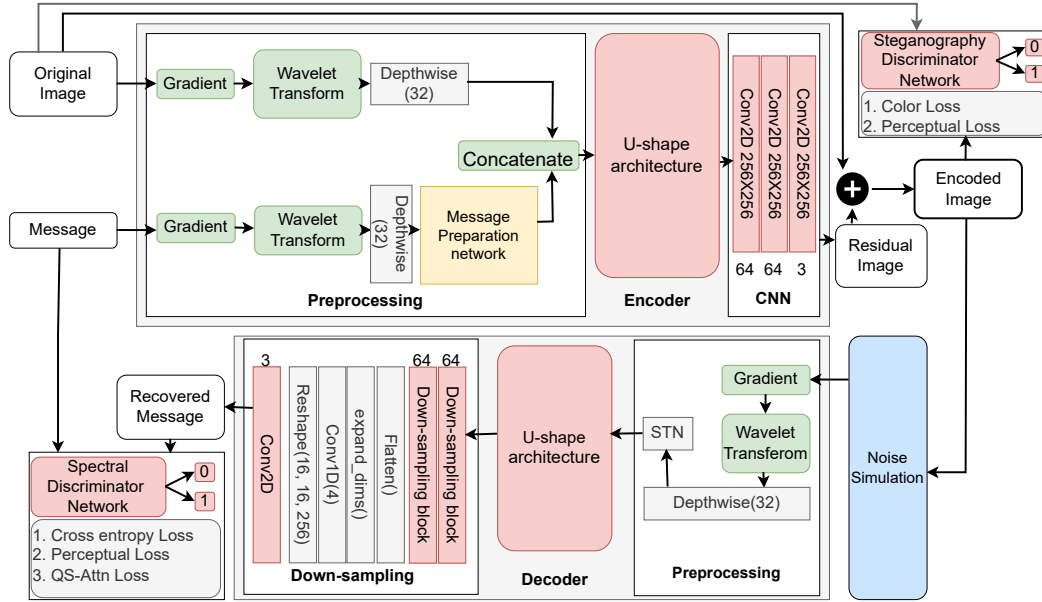 Original
Image
Gradient
Wavelet
Transform
Depthwise
(32)
Concatenate
Message
Gradient
Wavelet
Transform
Depthwise
(32)
Message
Preparation
network
Preprocessing
U-shape
architecture
Encoder
Conv2D 256X256
Conv2D 256X256
Conv2D 256X256
64
64
3
CNN
Steganography
Discriminator
Network
0
1
1. Color Loss
2. Perceptual Loss
+
Encoded
Image
Residual
Image
Noise
Simulation
Gradient
Wavelet
Transferom
Depthwise(32)
STN
Preprocessing
U-shape
architecture
Decoder
3
64
64
Conv2D
Reshape(16, 16, 256)
Conv1D(4)
expand_dims()
Flatten()
Down-sampling block
Down-sampling block
Down-sampling
Recovered
Message
Spectral
Discriminator
Network
0
1
1. Cross entropy Loss
2. Perceptual Loss
3. QS-Attn Loss